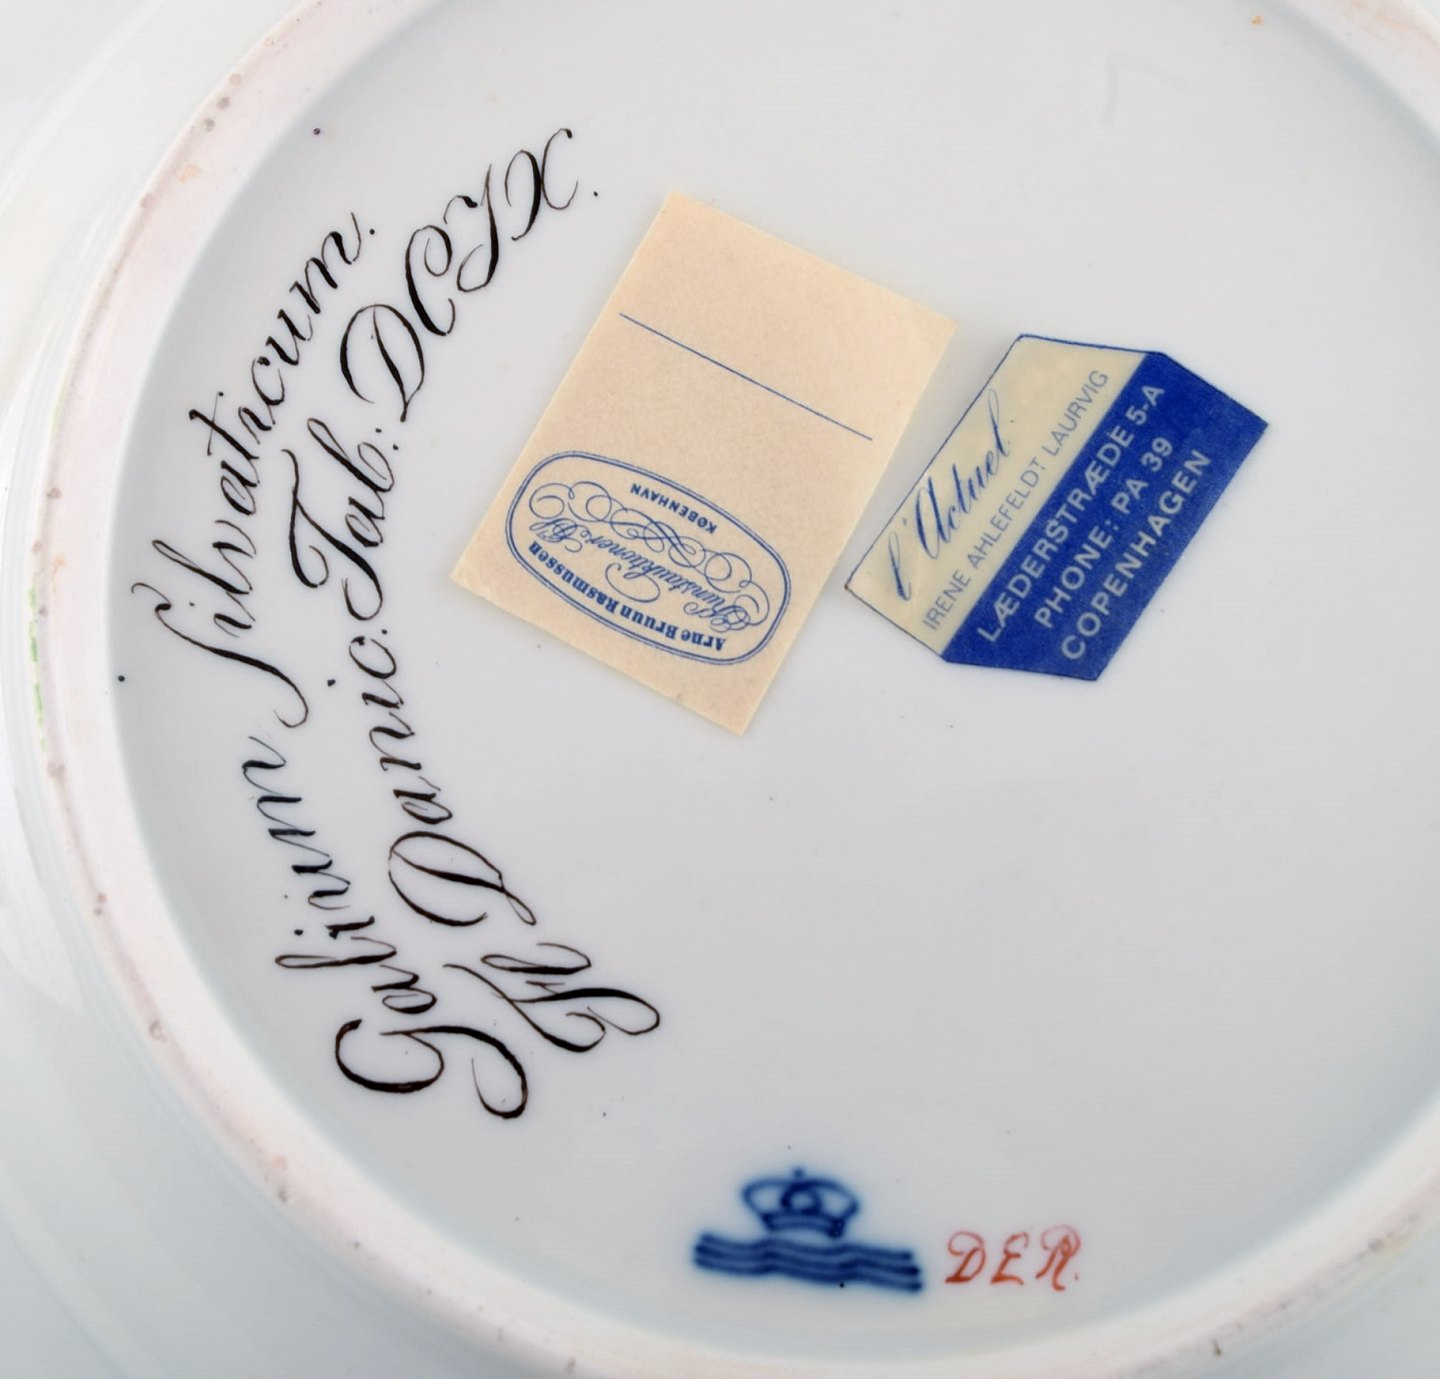 Galium Silvaticum.
Fl. Danic. Tab: DCIX.
Arne Bruun Rasmussen
Kunstauktioner
KØBENHAVN
l'Actuel
IRENE AHLEFELDT LAURVIG
LÆDERSTRÆDE 5-A
PHONE: PA 39
COPENHAGEN
DER.